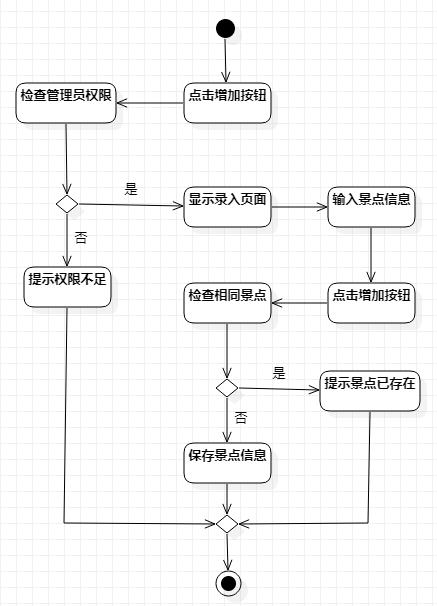 检查管理员权限
点击增加按钮
是
显示录入页面
输入景点信息
否
提示权限不足
检查相同景点
点击增加按钮
是
提示景点已存在
否
保存景点信息